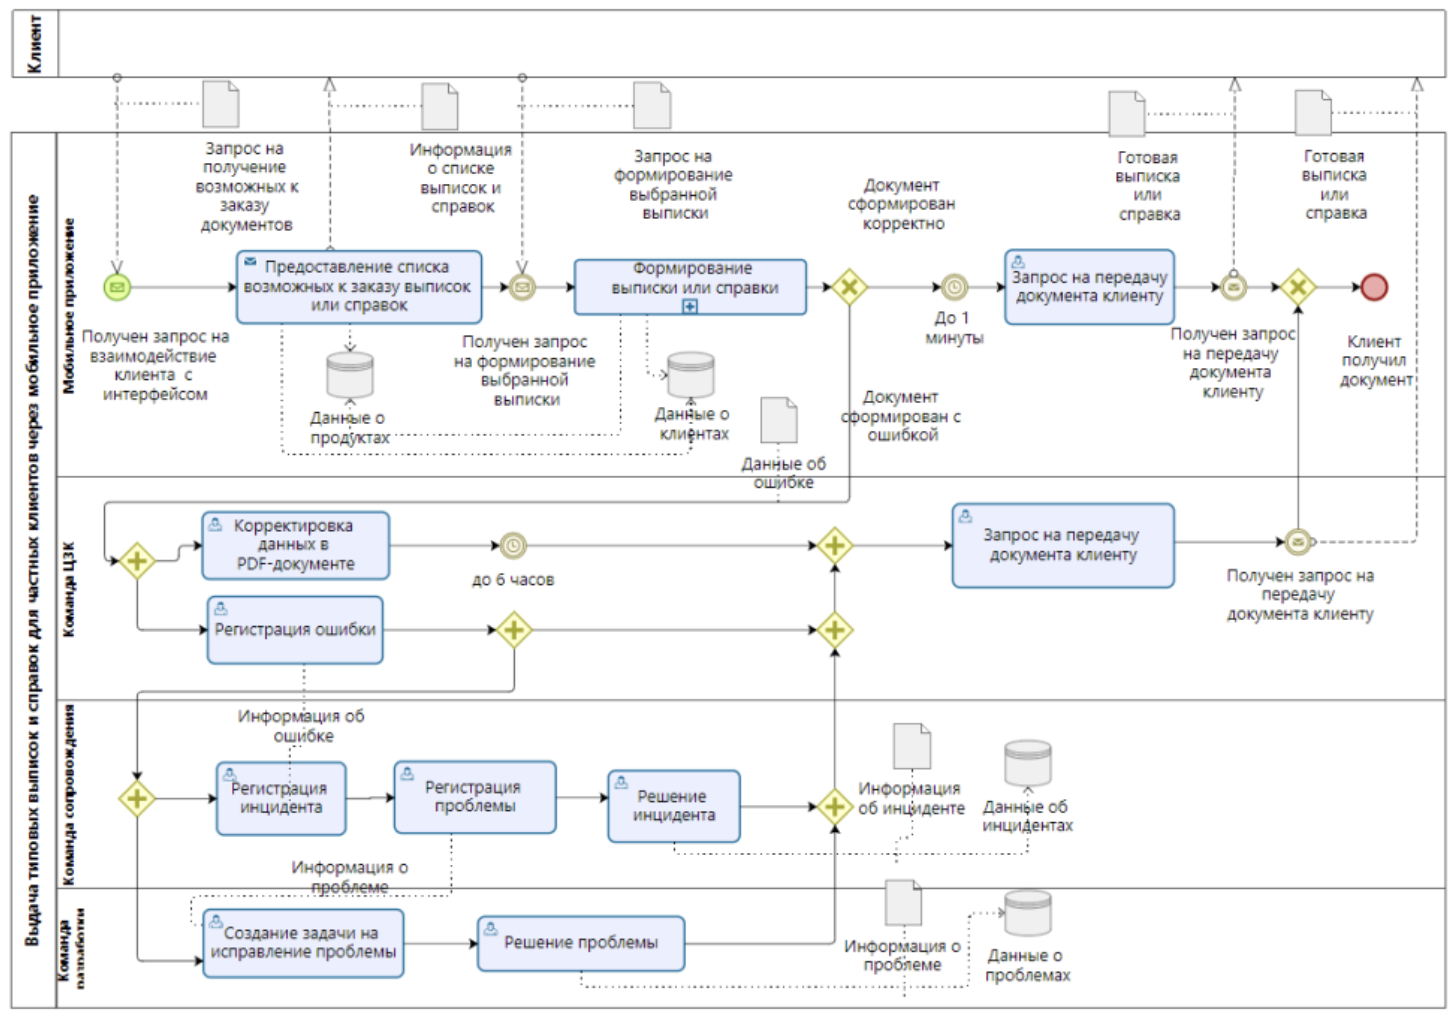 Клиент
Выдача типовых выписок и справок для частных клиентов через мобильное приложение
Мобильное приложение
Запрос на
получение
возможных к
заказу
документов
Информация
о списке
выписок и
справок
Запрос на
формирование
выбранной
выписки
Документ
сформирован
корректно
Готовая
выписка
или
справка
Готовая
выписка
или
справка
Получен запрос на
взаимодействие
клиента с
интерфейсом
Предоставление списка
возможных к заказу выписок
или справок
Получен запрос
на формирование
выбранной
выписки
Формирование
выписки или справки
До 1
минуты
Запрос на передачу
документа клиенту
Получен запрос
на передачу
документа
клиенту
Клиент
получил
документ
Данные о
продуктах
Данные о
клиентах
Документ
сформирован с
ошибкой
Данные об
ошибке
Команда ЦЗК
Корректировка
данных в
PDF-документе
до 6 часов
Запрос на передачу
документа клиенту
Получен запрос на
передачу
документа клиенту
Регистрация ошибки
Команда сопровождения
Информация об
ошибке
Регистрация
инцидента
Регистрация
проблемы
Решение
инцидента
Информация
об инциденте
Данные об
инцидентах
Информация о
проблеме
Команда
разработки
Создание задачи на
исправление проблемы
Решение проблемы
Информация о
проблеме
Данные о
проблемах